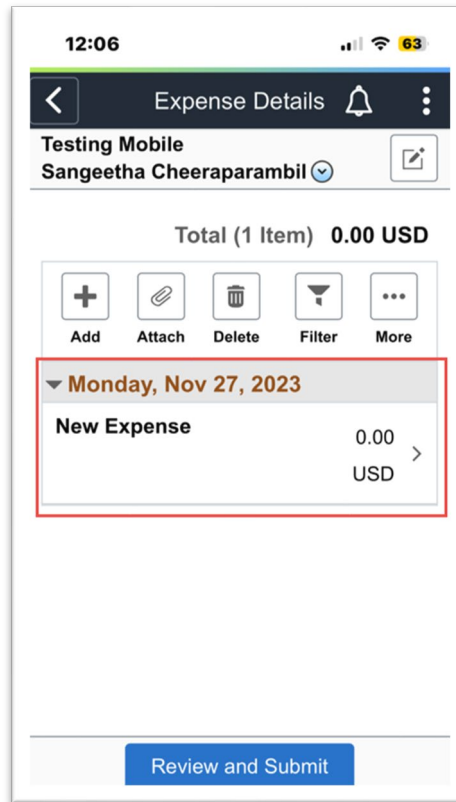 12:06 63
Expense Details
Testing Mobile
Sangeetha Cheeraparambil
Total (1 Item) 0.00 USD
Add Attach Delete Filter More
Monday, Nov 27, 2023
New Expense
0.00
USD
Review and Submit